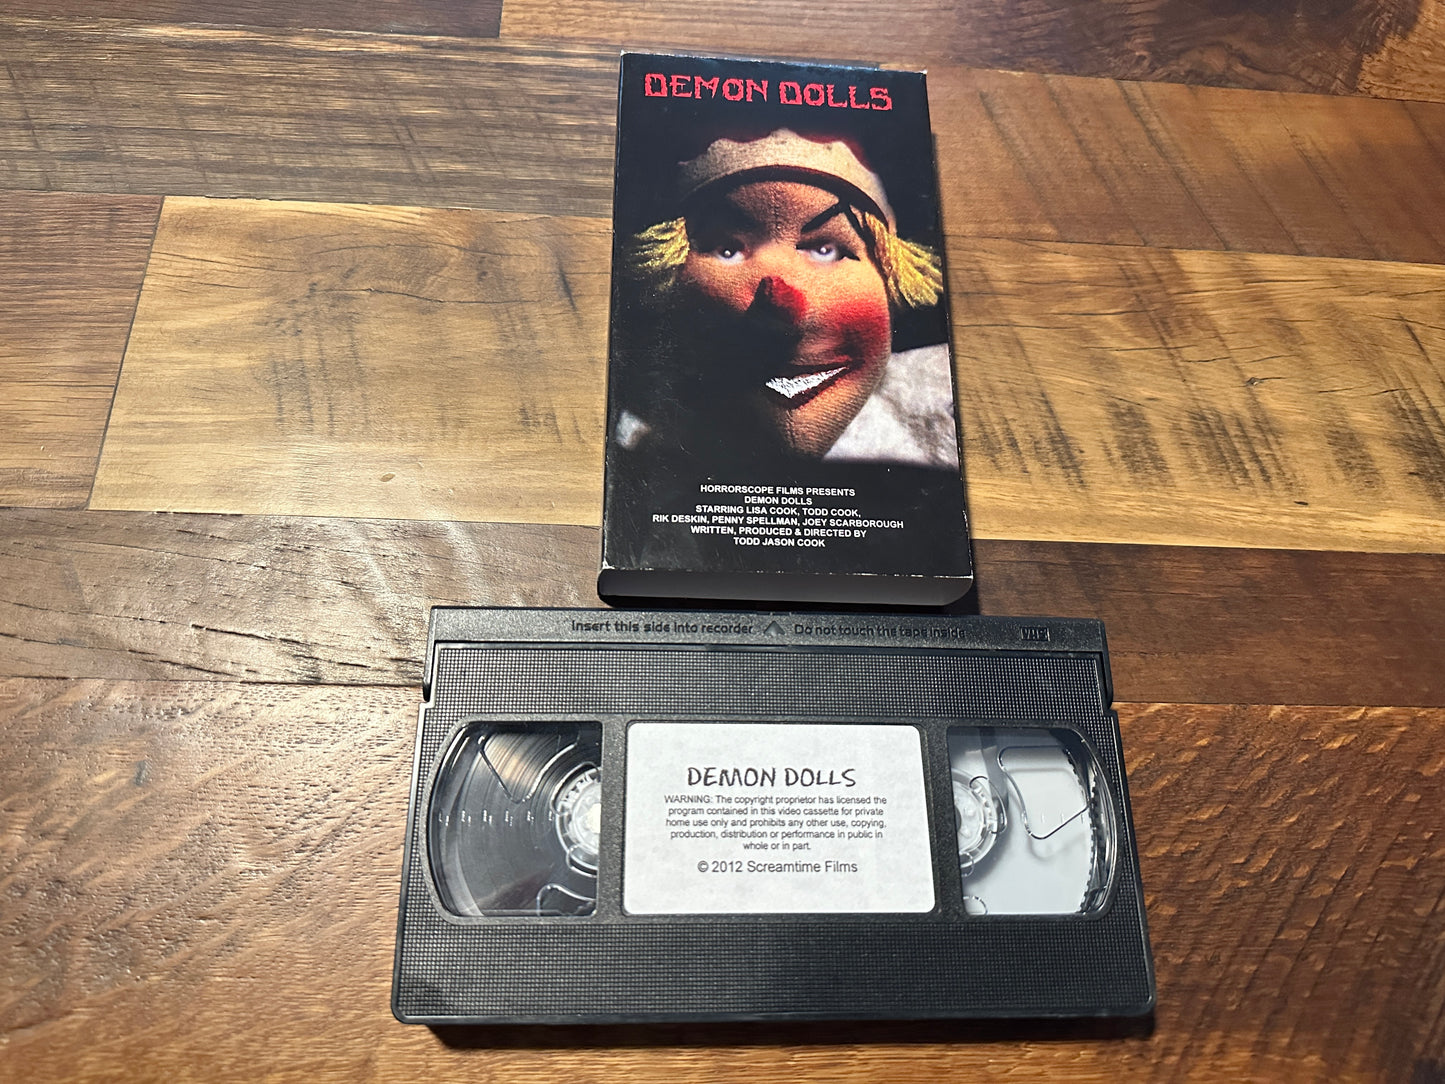 DEMON DOLLS
HORRORSCOPE FILMS PRESENTS
DEMON DOLLS
STARRING LISA COOK, TODD COOK,
RIK DESKIN, PENNY SPELLMAN, JOEY SCARBOROUGH
WRITTEN, PRODUCED & DIRECTED BY
TODD JASON COOK
Insert this side into recorder Do not touch the tape inside VHS
DEMON DOLLS
WARNING: The copyright proprietor has licensed the
program contained in this video cassette for private
home use only and prohibits any other use, copying,
production, distribution or performance in public in
whole or in part.
© 2012 Screamtime Films